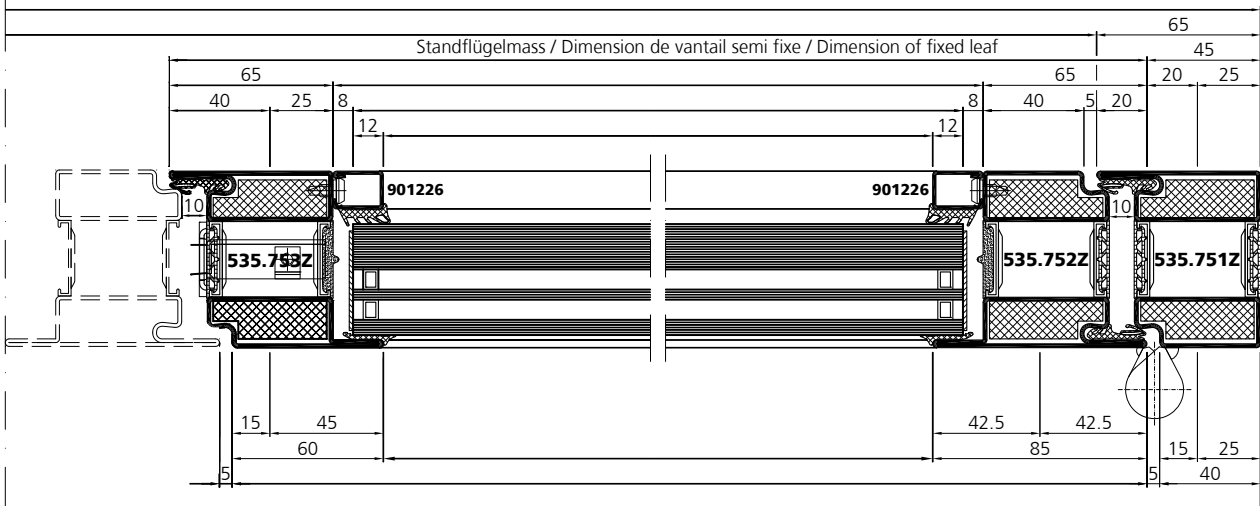 65
Standflügelmass / Dimension de vantail semi fixe / Dimension of fixed leaf
45
65 65 20 25
40 25 8 8 40 5 20
12 12
901226 901226
10 10
535.753Z 535.752Z 535.751Z
15 45 42.5 42.5 15 25
60 85
5 5 40